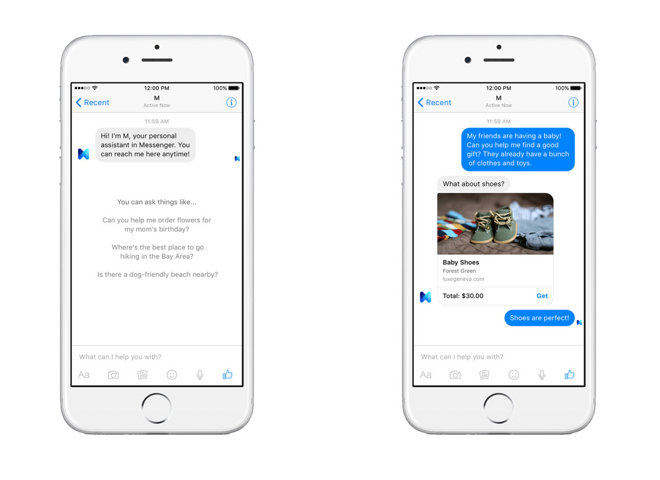 12:00 PM
100%
Recent
M
Active Now
11:59 AM
Hi! I'm M, your personal
assistant in Messenger. You
can reach me here anytime!
You can ask things like...
Can you help me order flowers for
my mom's birthday?
Where's the best place to go
hiking in the Bay Area?
Is there a dog-friendly beach nearby?
What can I help you with?
Aa
12:00 PM
100%
Recent
M
Active Now
11:59 AM
My friends are having a baby!
Can you help me find a good
gift? They already have a bunch
of clothes and toys.
What about shoes?
Baby Shoes
Forest Green
luxegeneva.com
Total: $30.00 Get
Shoes are perfect!
What can I help you with?
Aa